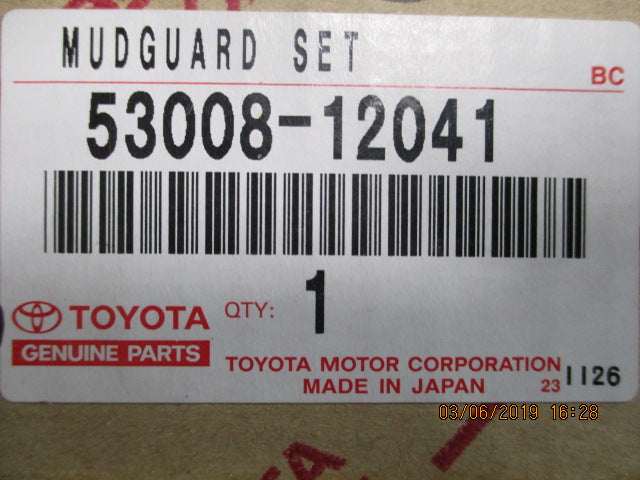 MUDGUARD SET
BC
53008-12041
TOYOTA QTY: 1
GENUINE PARTS
TOYOTA MOTOR CORPORATION
MADE IN JAPAN 23 1126
03/06/2019 16:28